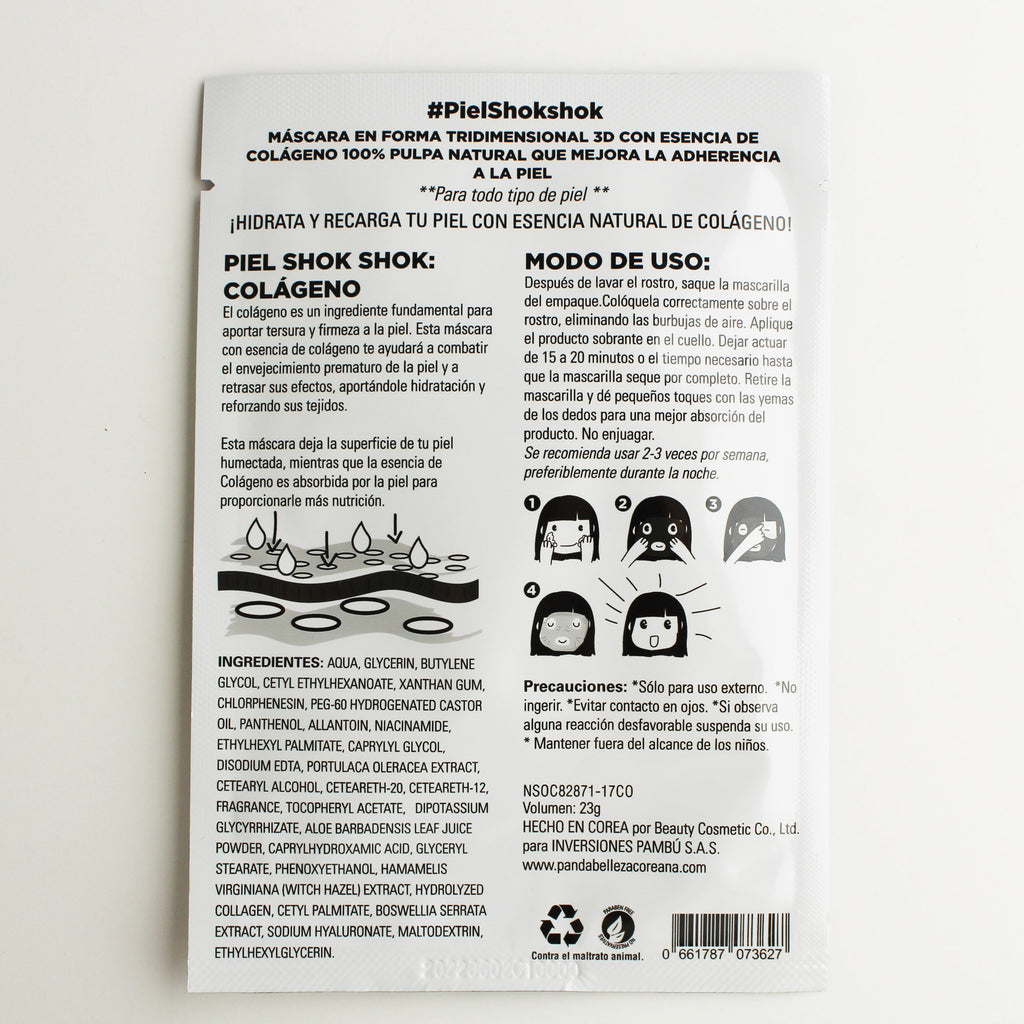 #PielShokshok
MÁSCARA EN FORMA TRIDIMENSIONAL 3D CON ESENCIA DE
COLÁGENO 100% PULPA NATURAL QUE MEJORA LA ADHERENCIA
A LA PIEL
**Para todo tipo de piel **
¡HIDRATA Y RECARGA TU PIEL CON ESENCIA NATURAL DE COLÁGENO!
PIEL SHOK SHOK:
COLÁGENO
El colágeno es un ingrediente fundamental para
aportar tersura y firmeza a la piel. Esta máscara
con esencia de colágeno te ayudará a combatir
el envejecimiento prematuro de la piel y a
retrasar sus efectos, aportándole hidratación y
reforzando sus tejidos.
Esta máscara deja la superficie de tu piel
humectada, mientras que la esencia de
Colágeno es absorbida por la piel para
proporcionarle más nutrición.
INGREDIENTES: AQUA, GLYCERIN, BUTYLENE
GLYCOL, CETYL ETHYLHEXANOATE, XANTHAN GUM,
CHLORPHENESIN, PEG-60 HYDROGENATED CASTOR
OIL, PANTHENOL, ALLANTOIN, NIACINAMIDE,
ETHYLHEXYL PALMITATE, CAPRYLYL GLYCOL,
DISODIUM EDTA, PORTULACA OLERACEA EXTRACT,
CETEARYL ALCOHOL, CETEARETH-20, CETEARETH-12,
FRAGRANCE, TOCOPHERYL ACETATE, DIPOTASSIUM
GLYCYRRHIZATE, ALOE BARBADENSIS LEAF JUICE
POWDER, CAPRYLHYDROXAMIC ACID, GLYCERYL
STEARATE, PHENOXYETHANOL, HAMAMELIS
VIRGINIANA (WITCH HAZEL) EXTRACT, HYDROLYZED
COLLAGEN, CETYL PALMITATE, BOSWELLIA SERRATA
EXTRACT, SODIUM HYALURONATE, MALTODEXTRIN,
ETHYLHEXYLGLYCERIN.
MODO DE USO:
Después de lavar el rostro, saque la mascarilla
del empaque.Colóquela correctamente sobre el
rostro, eliminando las burbujas de aire. Aplique
el producto sobrante en el cuello. Dejar actuar
de 15 a 20 minutos o el tiempo necesario hasta
que la mascarilla seque por completo. Retire la
mascarilla y dé pequeños toques con las yemas
de los dedos para una mejor absorción del
producto. No enjuagar.
Se recomienda usar 2-3 veces por semana,
preferiblemente durante la noche.
1 2 3
4
Precauciones: *Sólo para uso externo. *No
ingerir. *Evitar contacto en ojos. *Si observa
alguna reacción desfavorable suspenda su uso.
* Mantener fuera del alcance de los niños.
NSOC82871-17CO
Volumen: 23g
HECHO EN COREA por Beauty Cosmetic Co., Ltd.
para INVERSIONES PAMBÚ S.A.S.
www.pandabellezacoreana.com
PARABEN FREE
NO PRESERVATIVES
Contra el maltrato animal.
0 661787 073627